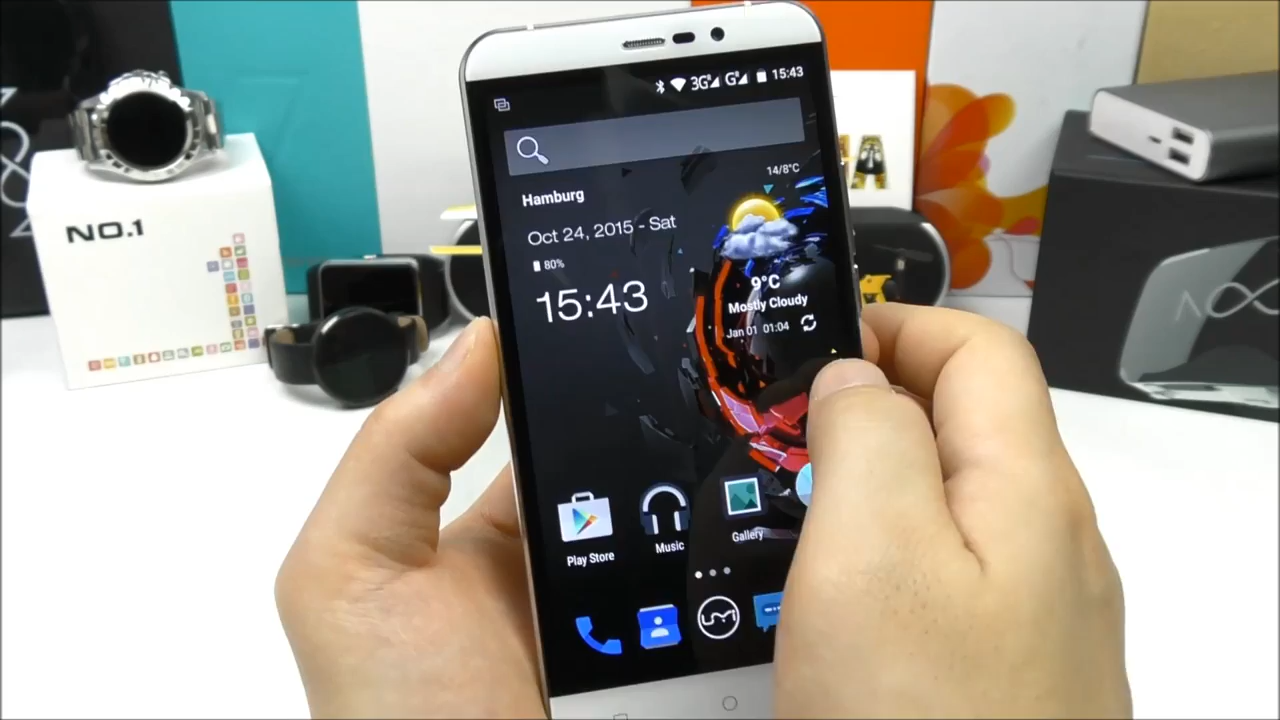 15:43
3G
G
14/8°C
Hamburg
Oct 24, 2015 - Sat
80%
15:43
9°C
Mostly Cloudy
Jan 01 01:04
Play Store
Music
Gallery
UMi
NO.1